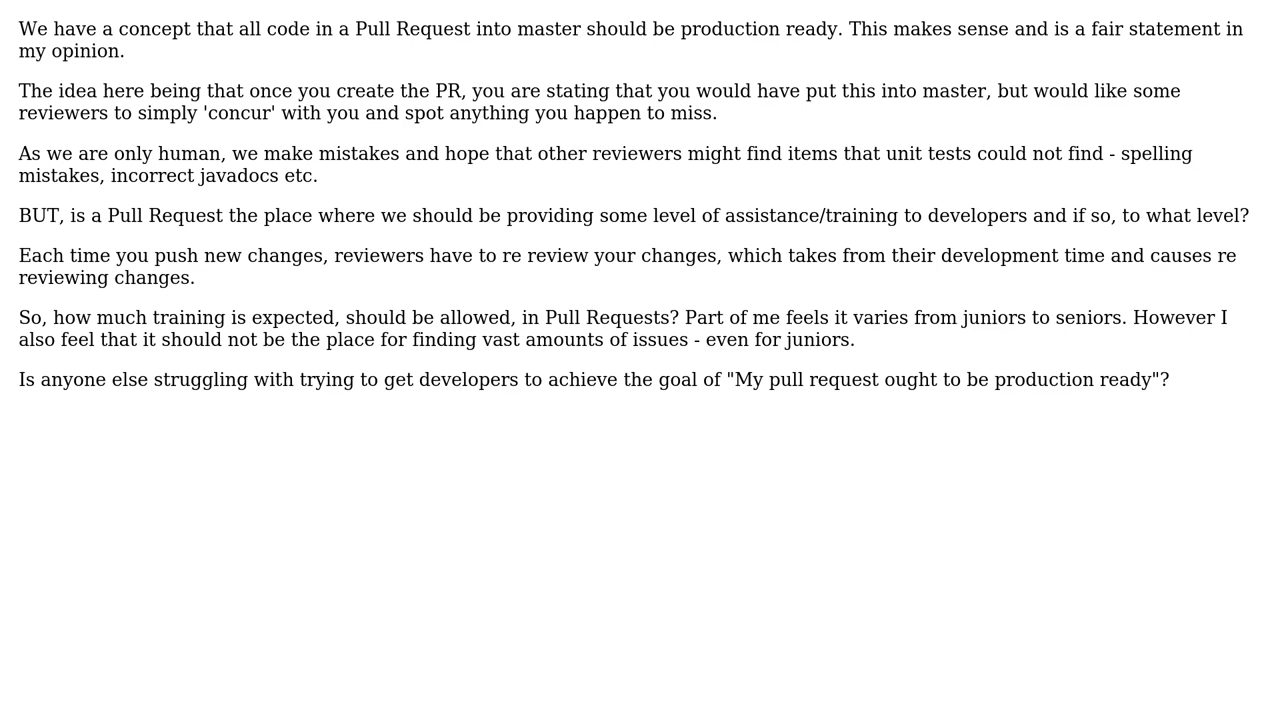 We have a concept that all code in a Pull Request into master should be production ready. This makes sense and is a fair statement in
my opinion.
The idea here being that once you create the PR, you are stating that you would have put this into master, but would like some
reviewers to simply 'concur' with you and spot anything you happen to miss.
As we are only human, we make mistakes and hope that other reviewers might find items that unit tests could not find - spelling
mistakes, incorrect javadocs etc.
BUT, is a Pull Request the place where we should be providing some level of assistance/training to developers and if so, to what level?
Each time you push new changes, reviewers have to re review your changes, which takes from their development time and causes re
reviewing changes.
So, how much training is expected, should be allowed, in Pull Requests? Part of me feels it varies from juniors to seniors. However I
also feel that it should not be the place for finding vast amounts of issues - even for juniors.
Is anyone else struggling with trying to get developers to achieve the goal of "My pull request ought to be production ready"?